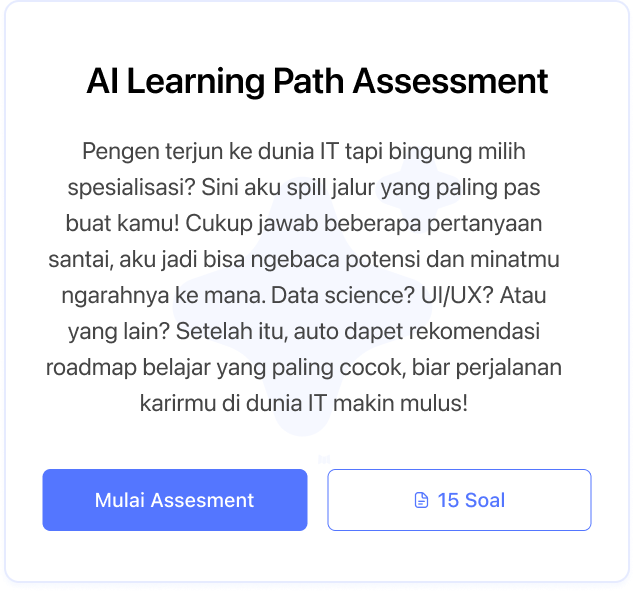 AI Learning Path Assessment
Pengen terjun ke dunia IT tapi bingung milih
spesialisasi? Sini aku spill jalur yang paling pas
buat kamu! Cukup jawab beberapa pertanyaan
santai, aku jadi bisa ngebaca potensi dan minatmu
ngarahnya ke mana. Data science? UI/UX? Atau
yang lain? Setelah itu, auto dapet rekomendasi
roadmap belajar yang paling cocok, biar perjalanan
karirmu di dunia IT makin mulus!
Mulai Assesment
15 Soal